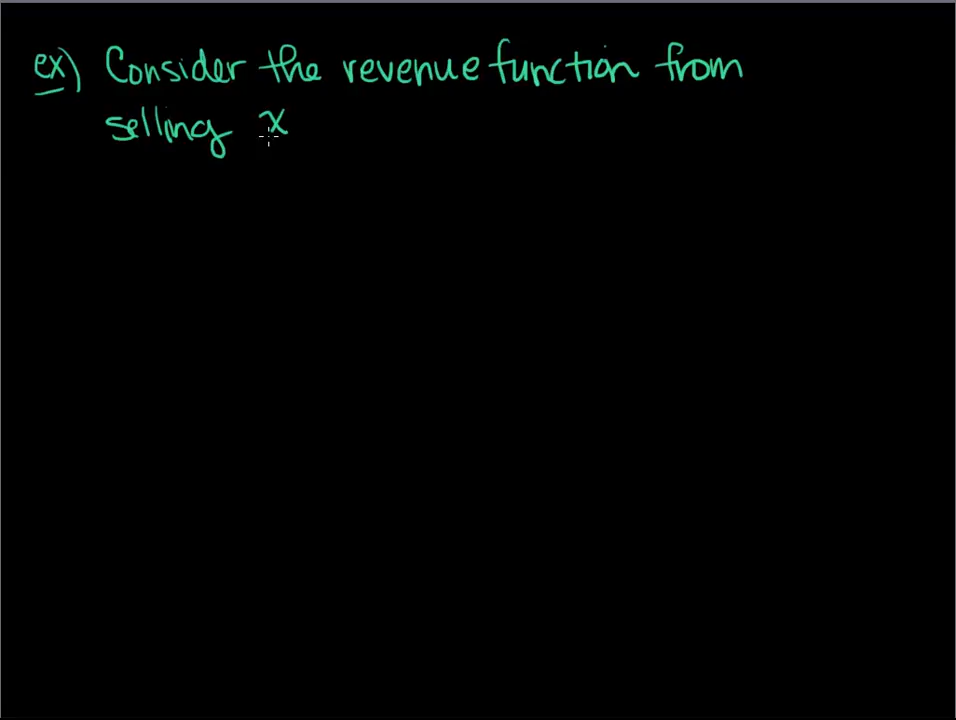 ex) Consider the revenue function from
selling x